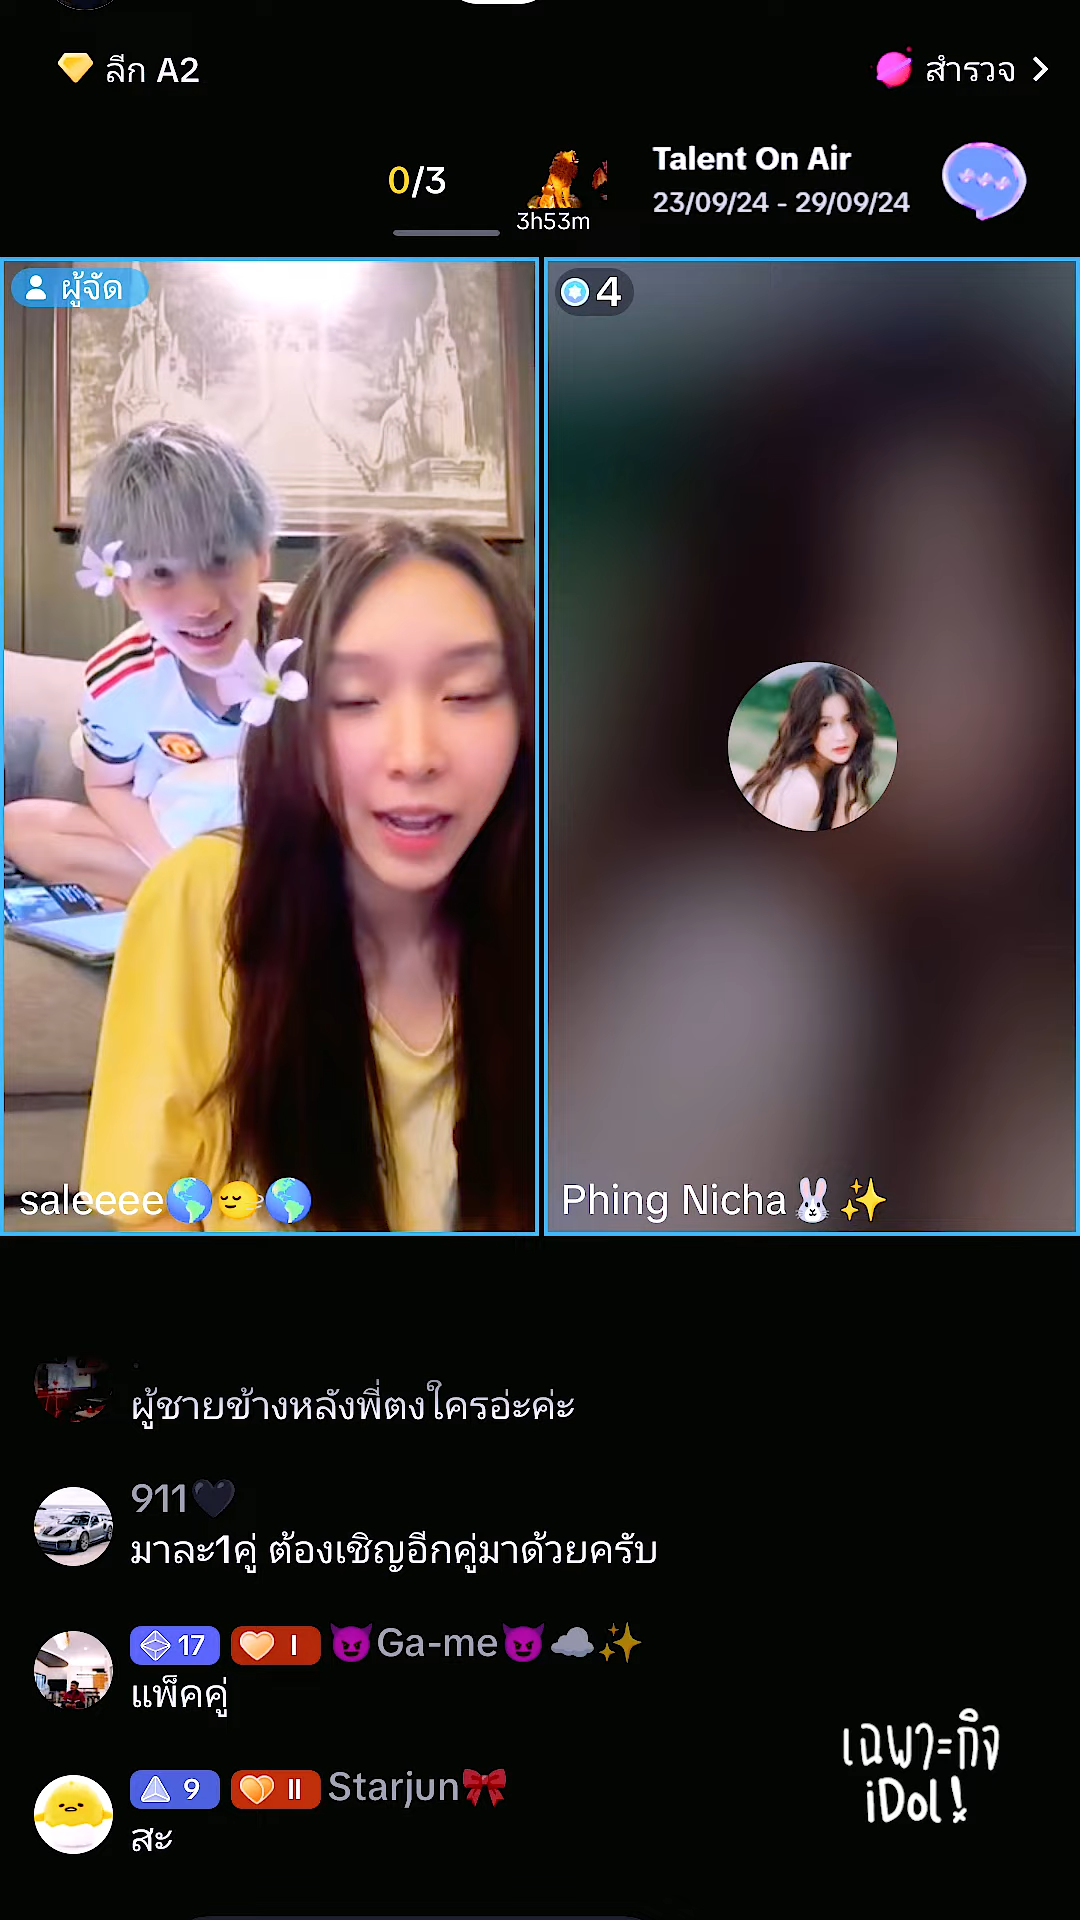 ลีก A2
สำรวจ
0/3
3h53m
Talent On Air
23/09/24 - 29/09/24
ผู้จัด
4
saleeee🌎😌🌎
Phing Nicha🐰✨
ผู้ชายข้างหลังพี่ตงใครอ่ะค่ะ
911🖤
มาละ1คู่ ต้องเชิญอีกคู่มาด้วยครับ
17 I 😈Ga-me😈☁️✨
แพ็คคู่
9 II Starjun🎀
สะ
เฉพาะกิจ
iDol!